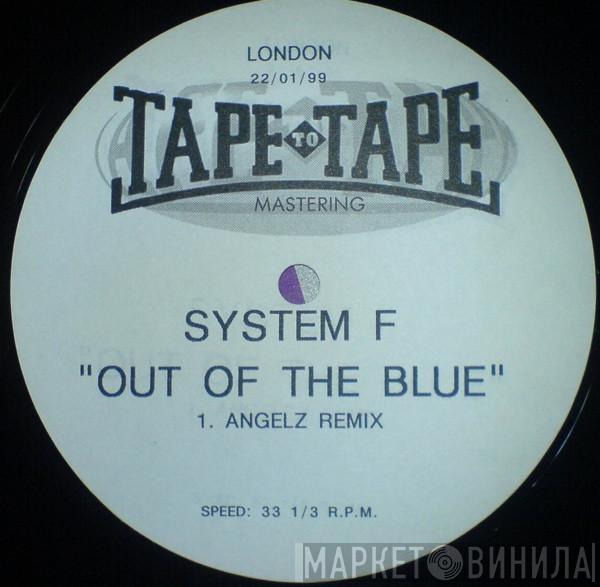 LONDON
22/01/99
TAPE TO TAPE
MASTERING
SYSTEM F
"OUT OF THE BLUE"
1. ANGELZ REMIX
SPEED: 33 1/3 R.P.M.
МАРКЕТ ВИНИЛА